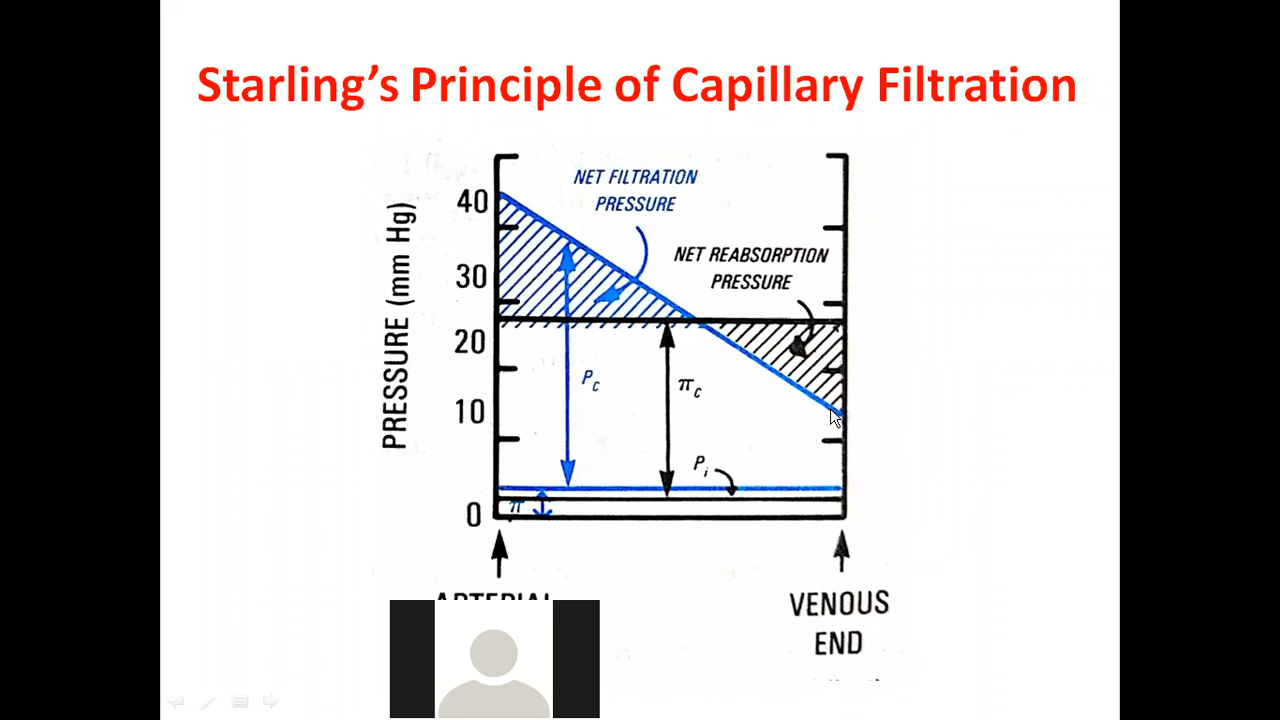 Starling's Principle of Capillary Filtration
NET FILTRATION
PRESSURE
NET REABSORPTION
PRESSURE
PRESSURE (mm Hg)
40
30
20
10
0
Pc
πc
Pi
π
ARTERIAL
VENOUS
END